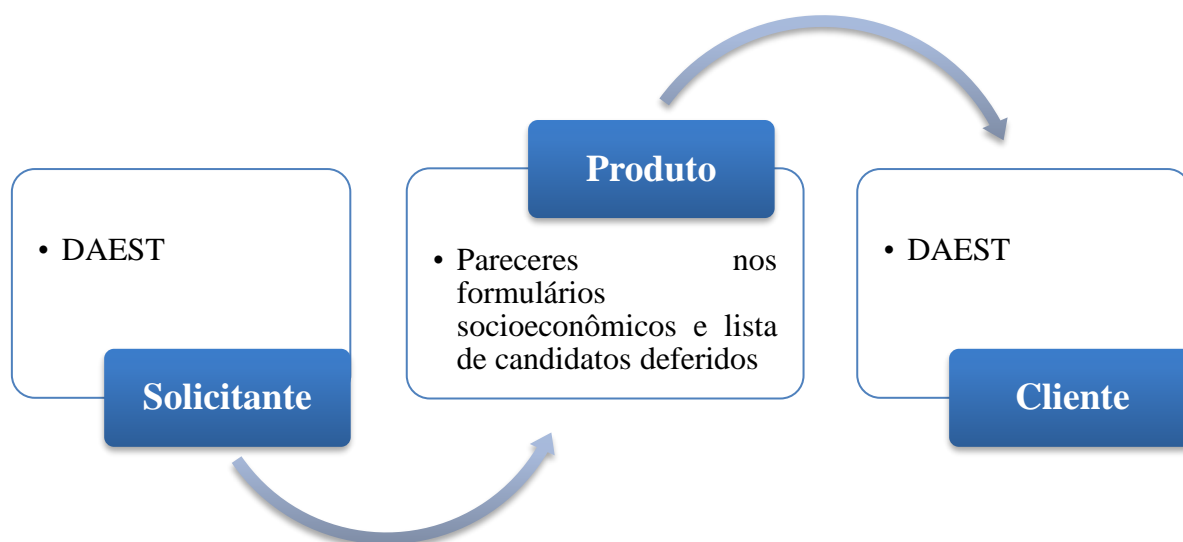 • DAEST
Solicitante
Produto
• Pareceres nos
formulários
socioeconômicos e lista
de candidatos deferidos
• DAEST
Cliente